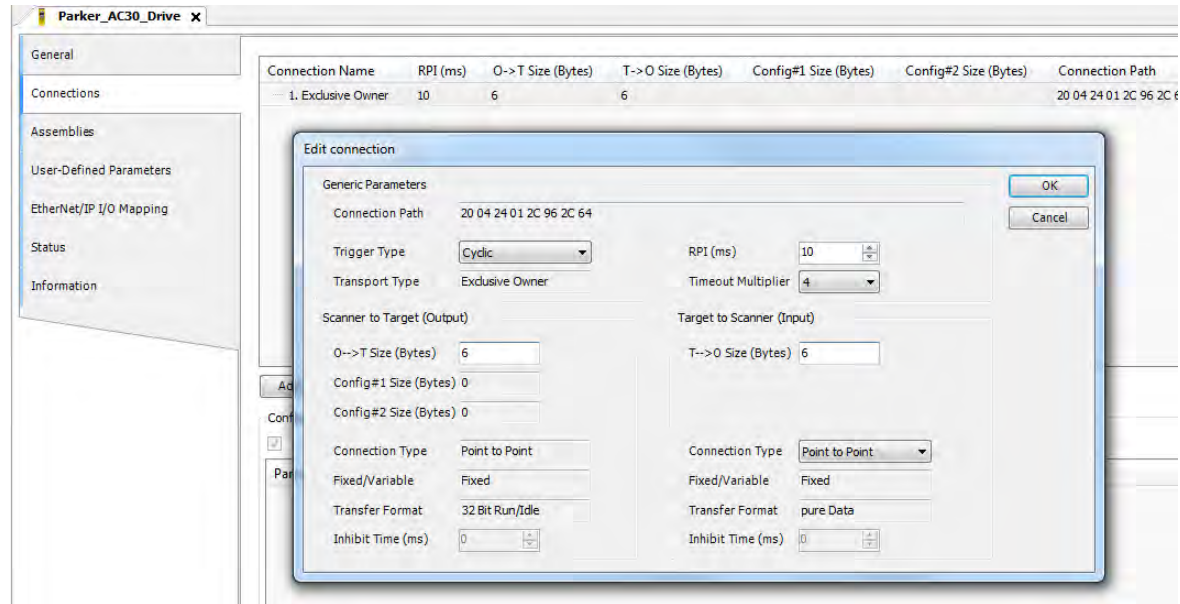 Parker_AC30_Drive X
General
Connections
Assemblies
User-Defined Parameters
EtherNet/IP I/O Mapping
Status
Information
Connection Name RPI (ms) O->T Size (Bytes) T->O Size (Bytes) Config#1 Size (Bytes) Config#2 Size (Bytes) Connection Path
1. Exclusive Owner 10 6 6 20 04 24 01 2C 96 2C
Edit connection
Generic Parameters
OK
Connection Path 20 04 24 01 2C 96 2C 64
Cancel
Trigger Type Cyclic RPI (ms) 10
Transport Type Exclusive Owner Timeout Multiplier 4
Scanner to Target (Output) Target to Scanner (Input)
O-->T Size (Bytes) 6 T-->O Size (Bytes) 6
Config#1 Size (Bytes) 0
Config#2 Size (Bytes) 0
Connection Type Point to Point Connection Type Point to Point
Fixed/Variable Fixed Fixed/Variable Fixed
Transfer Format 32 Bit Run/Idle Transfer Format pure Data
Inhibit Time (ms) 0 Inhibit Time (ms) 0